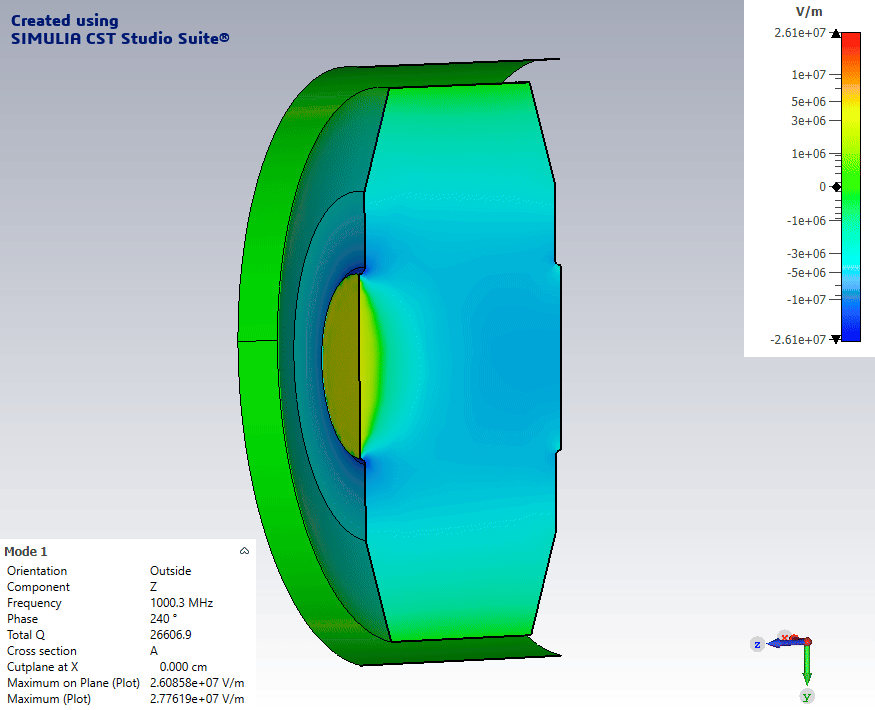 Created using
SIMULIA CST Studio Suite®
V/m
2.61e+07
1e+07
5e+06
3e+06
1e+06
0
-1e+06
-3e+06
-5e+06
-1e+07
-2.61e+07
Mode 1
Orientation Outside
Component Z
Frequency 1000.3 MHz
Phase 240 °
Total Q 26606.9
Cross section A
Cutplane at X 0.000 cm
Maximum on Plane (Plot) 2.60858e+07 V/m
Maximum (Plot) 2.77619e+07 V/m
z x
y